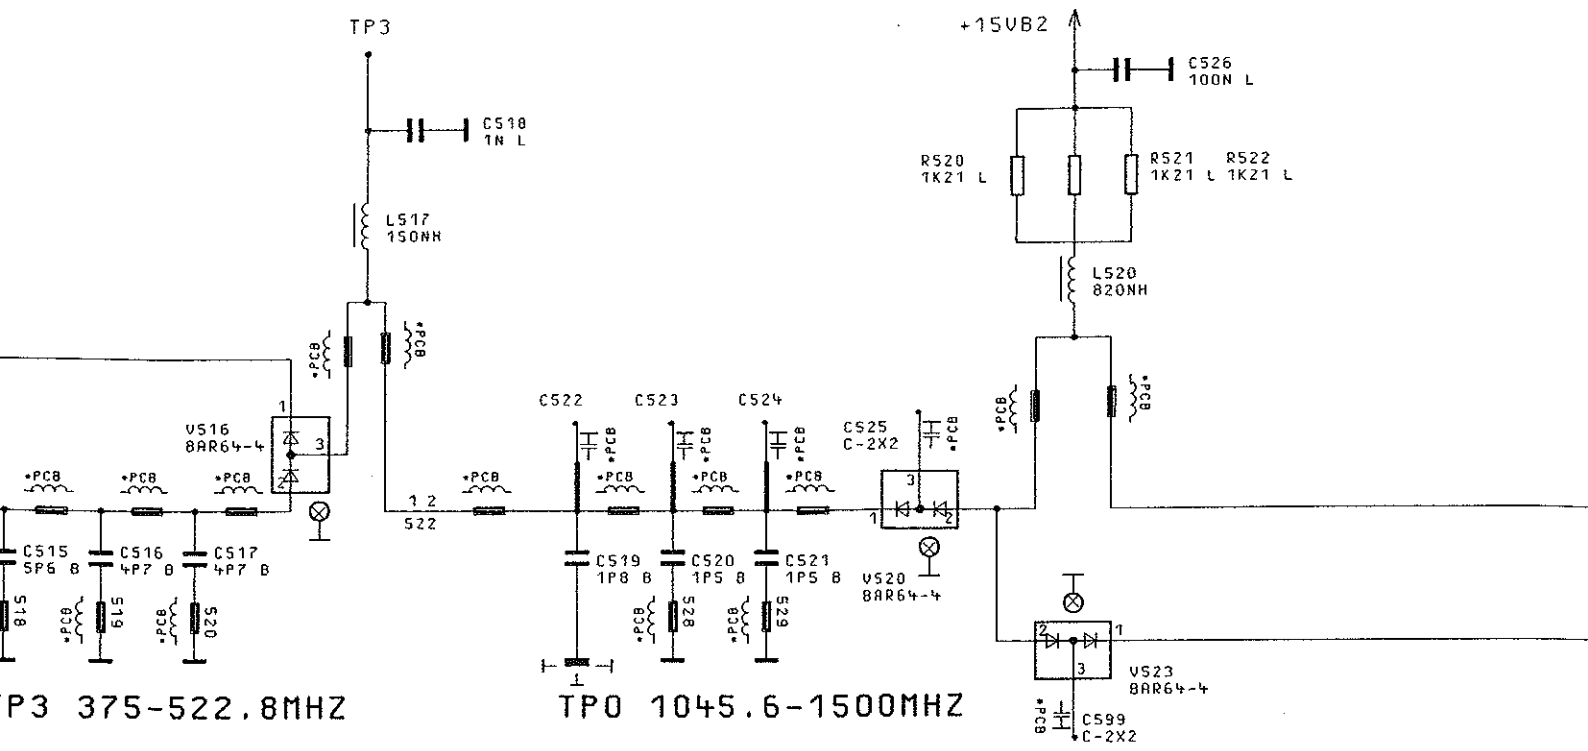 TP3
+15VB2
C526
100N L
C518
1N L
R520
1K21 L
R521
1K21 L
R522
1K21 L
L517
150NH
L520
820NH
*PCB
*PCB
*PCB
*PCB
1
V516
BAR64-4
3
2
C522
C523
C524
C525
C-2X2
*PCB
*PCB
*PCB
*PCB
*PCB
*PCB
*PCB
*PCB
*PCB
*PCB
*PCB
1 2
522
3
1
2
C515
5P6 B
C516
4P7 B
C517
4P7 B
C519
1P8 B
C520
1P5 B
C521
1P5 B
V520
BAR64-4
518
*PCB
519
*PCB
520
*PCB
528
*PCB
529
2
1
3
V523
BAR64-4
TP3 375-522.8MHZ
TP0 1045.6-1500MHZ
*PCB
C599
C-2X2